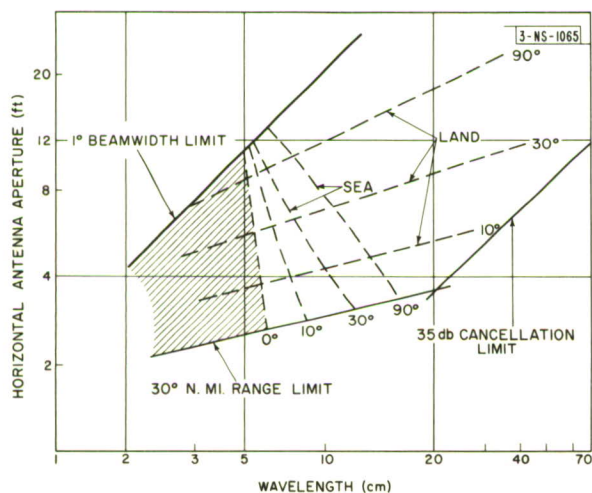 3-NS-1065
90°
20
1° BEAMWIDTH LIMIT
LAND
12
30°
SEA
8
10°
4
0°
10°
30°
90°
35 db CANCELLATION
LIMIT
2
30° N. MI. RANGE LIMIT
1
2
3
5
10
20
40
70
HORIZONTAL ANTENNA APERTURE (ft)
WAVELENGTH (cm)